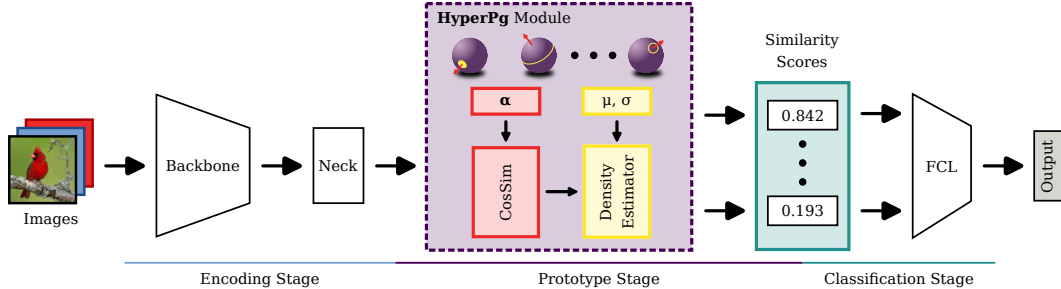 HyperPg Module
α
μ, σ
CosSim
Density
Estimator
Images
Backbone
Neck
Similarity
Scores
0.842
0.193
FCL
Output
Encoding Stage
Prototype Stage
Classification Stage